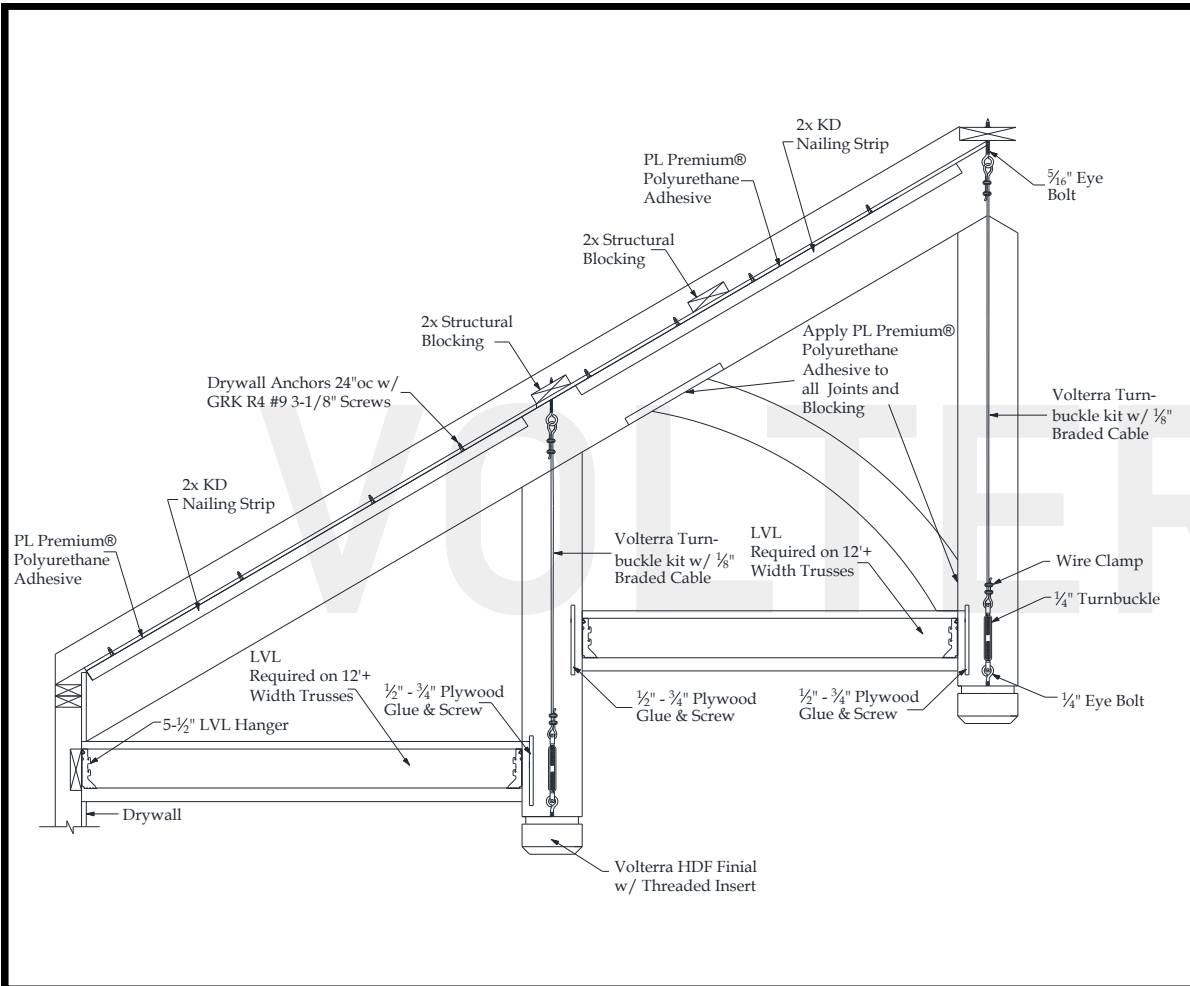 2x KD
Nailing Strip
PL Premium®
Polyurethane
Adhesive
5/16" Eye
Bolt
2x Structural
Blocking
2x Structural
Blocking
Apply PL Premium®
Polyurethane
Adhesive to
all Joints and
Blocking
Drywall Anchors 24"oc w/
GRK R4 #9 3-1/8" Screws
Volterra Turn-
buckle kit w/ 1/8"
Braded Cable
2x KD
Nailing Strip
PL Premium®
Polyurethane
Adhesive
Volterra Turn-
buckle kit w/ 1/8"
Braded Cable
LVL
Required on 12'+
Width Trusses
Wire Clamp
1/4" Turnbuckle
LVL
Required on 12'+
Width Trusses
1/2" - 3/4" Plywood
Glue & Screw
1/2" - 3/4" Plywood
Glue & Screw
1/2" - 3/4" Plywood
Glue & Screw
1/4" Eye Bolt
5-1/2" LVL Hanger
Drywall
Volterra HDF Finial
w/ Threaded Insert
VOLTER